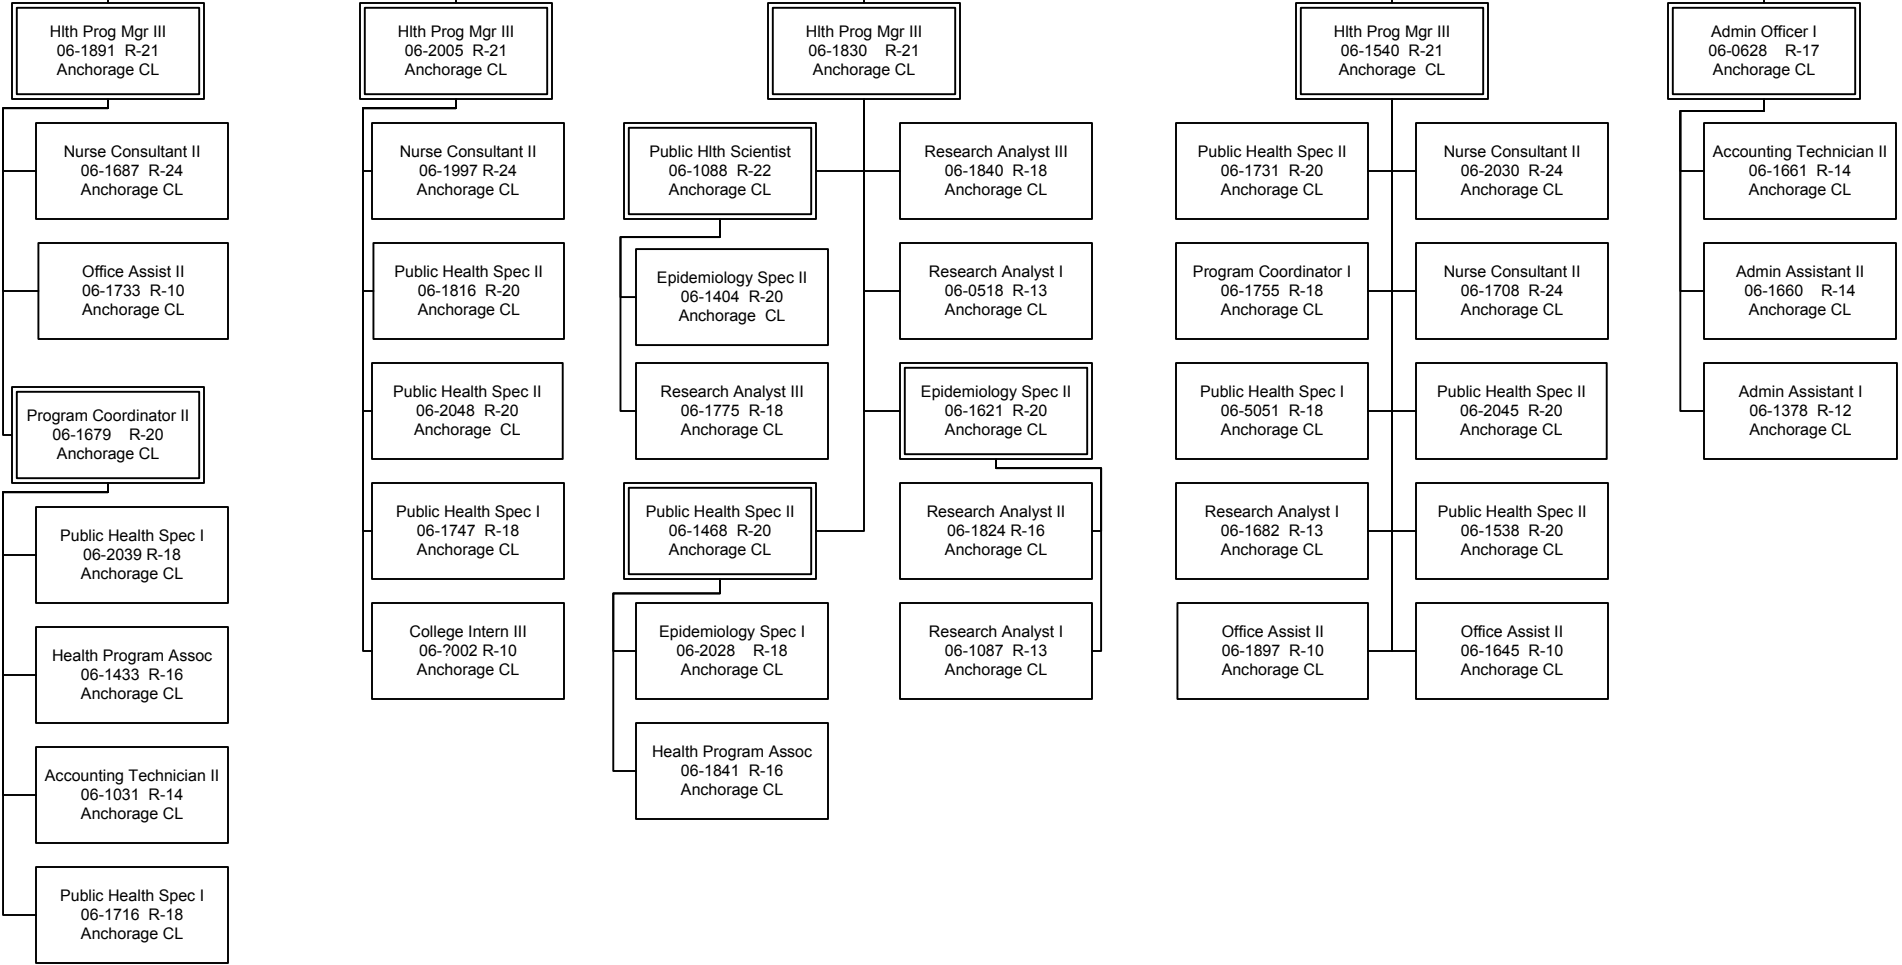 Hlth Prog Mgr III
06-1891 R-21
Anchorage CL
Nurse Consultant II
06-1687 R-24
Anchorage CL
Office Assist II
06-1733 R-10
Anchorage CL
Program Coordinator II
06-1679 R-20
Anchorage CL
Public Health Spec I
06-2039 R-18
Anchorage CL
Health Program Assoc
06-1433 R-16
Anchorage CL
Accounting Technician II
06-1031 R-14
Anchorage CL
Public Health Spec I
06-1716 R-18
Anchorage CL
Hlth Prog Mgr III
06-2005 R-21
Anchorage CL
Nurse Consultant II
06-1997 R-24
Anchorage CL
Public Health Spec II
06-1816 R-20
Anchorage CL
Public Health Spec II
06-2048 R-20
Anchorage CL
Public Health Spec I
06-1747 R-18
Anchorage CL
College Intern III
06-?002 R-10
Anchorage CL
Hlth Prog Mgr III
06-1830 R-21
Anchorage CL
Public Hlth Scientist
06-1088 R-22
Anchorage CL
Epidemiology Spec II
06-1404 R-20
Anchorage CL
Research Analyst III
06-1775 R-18
Anchorage CL
Public Health Spec II
06-1468 R-20
Anchorage CL
Epidemiology Spec I
06-2028 R-18
Anchorage CL
Health Program Assoc
06-1841 R-16
Anchorage CL
Research Analyst III
06-1840 R-18
Anchorage CL
Research Analyst I
06-0518 R-13
Anchorage CL
Epidemiology Spec II
06-1621 R-20
Anchorage CL
Research Analyst II
06-1824 R-16
Anchorage CL
Research Analyst I
06-1087 R-13
Anchorage CL
Hlth Prog Mgr III
06-1540 R-21
Anchorage CL
Public Health Spec II
06-1731 R-20
Anchorage CL
Program Coordinator I
06-1755 R-18
Anchorage CL
Public Health Spec I
06-5051 R-18
Anchorage CL
Research Analyst I
06-1682 R-13
Anchorage CL
Office Assist II
06-1897 R-10
Anchorage CL
Nurse Consultant II
06-2030 R-24
Anchorage CL
Nurse Consultant II
06-1708 R-24
Anchorage CL
Public Health Spec II
06-2045 R-20
Anchorage CL
Public Health Spec II
06-1538 R-20
Anchorage CL
Office Assist II
06-1645 R-10
Anchorage CL
Admin Officer I
06-0628 R-17
Anchorage CL
Accounting Technician II
06-1661 R-14
Anchorage CL
Admin Assistant II
06-1660 R-14
Anchorage CL
Admin Assistant I
06-1378 R-12
Anchorage CL